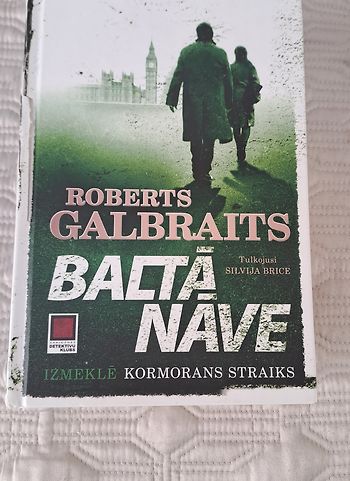 ROBERTS
GALBRAITS
Tulkojusi
SILVIJA BRICE
BALTĀ
NĀVE
DETEKTĪVU
KLUBS
IZMEKLĒ KORMORANS STRAIKS